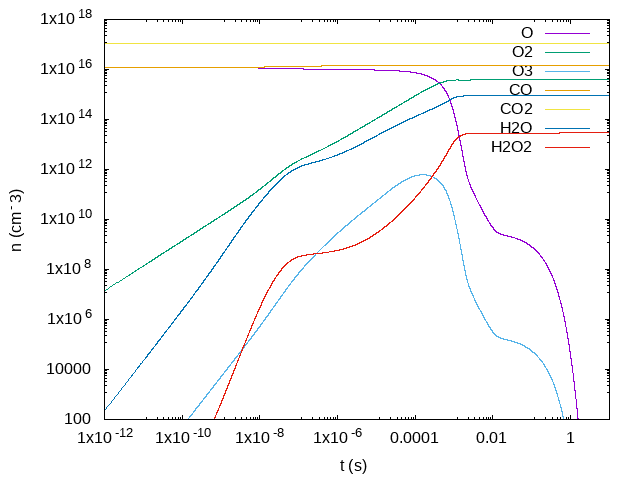 1x10^18
1x10^16
1x10^14
1x10^12
1x10^10
1x10^8
1x10^6
10000
100
n (cm^-3)
O
O2
O3
CO
CO2
H2O
H2O2
1x10^-12 1x10^-10 1x10^-8 1x10^-6 0.0001 0.01 1
t (s)